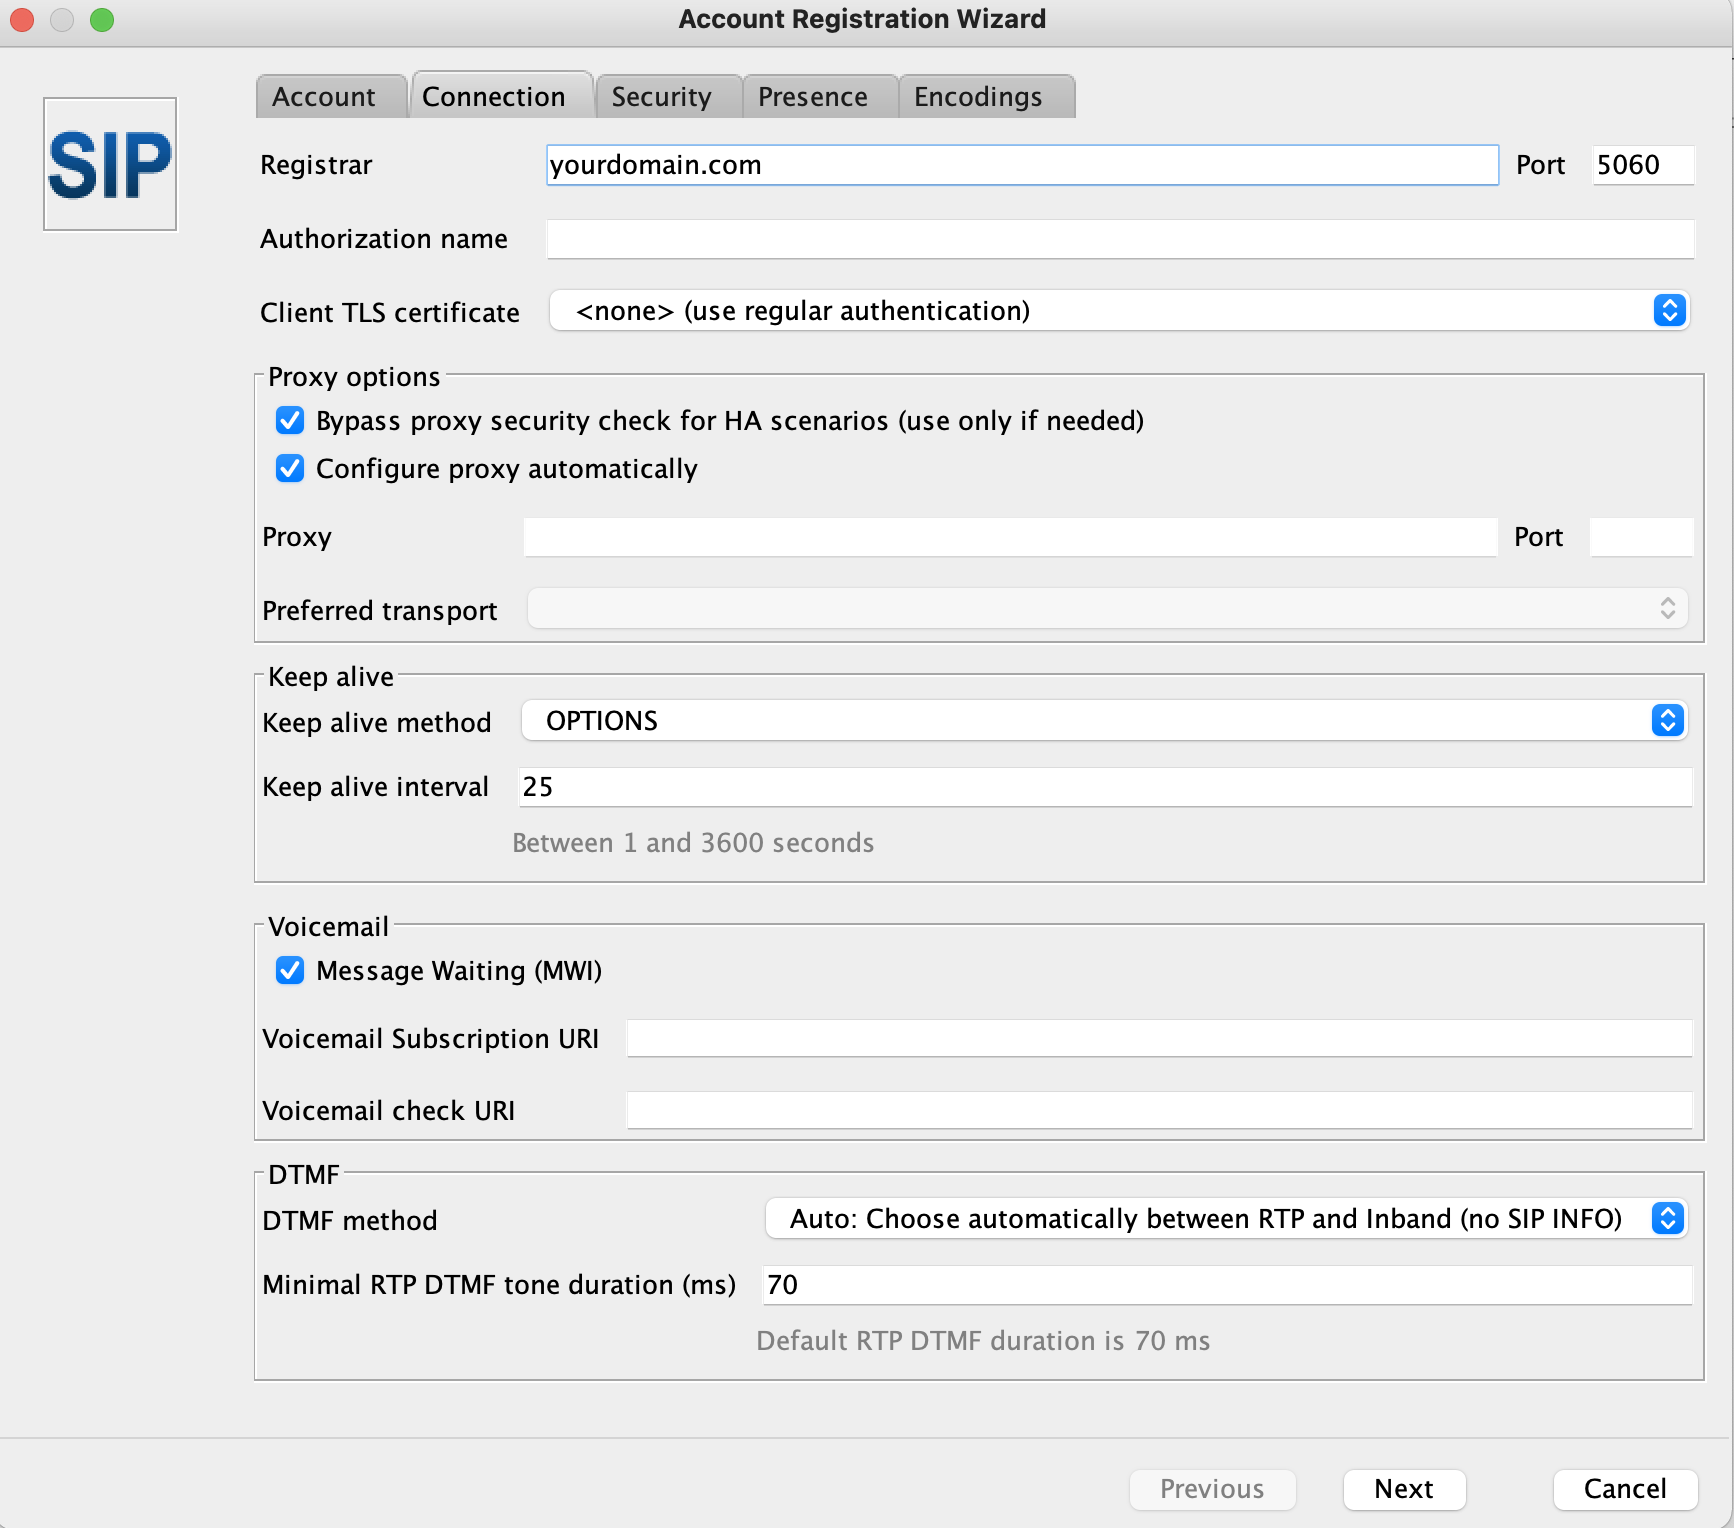 Account Registration Wizard
SIP
Account Connection Security Presence Encodings
Registrar yourdomain.com Port 5060
Authorization name
Client TLS certificate <none> (use regular authentication)
Proxy options
Bypass proxy security check for HA scenarios (use only if needed)
Configure proxy automatically
Proxy Port
Preferred transport
Keep alive
Keep alive method OPTIONS
Keep alive interval 25
Between 1 and 3600 seconds
Voicemail
Message Waiting (MWI)
Voicemail Subscription URI
Voicemail check URI
DTMF
DTMF method Auto: Choose automatically between RTP and Inband (no SIP INFO)
Minimal RTP DTMF tone duration (ms) 70
Default RTP DTMF duration is 70 ms
Previous Next Cancel